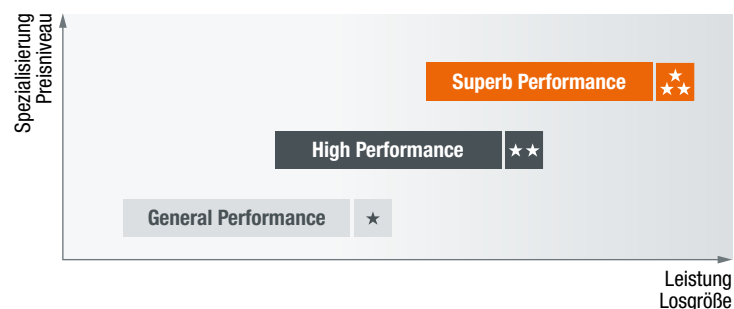 Spezialisierung
Preisniveau
Superb Performance
High Performance
General Performance
Leistung
Losgröße